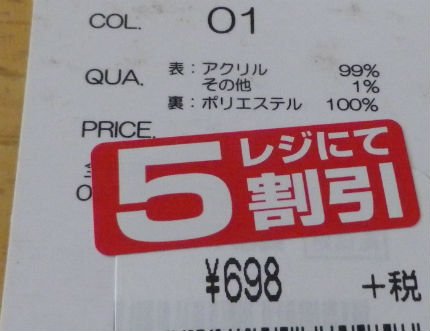 COL. 01
QUA. 表：アクリル 99%
その他 1%
裏：ポリエステル 100%
PRICE.
レジにて
5割引
¥698 +税